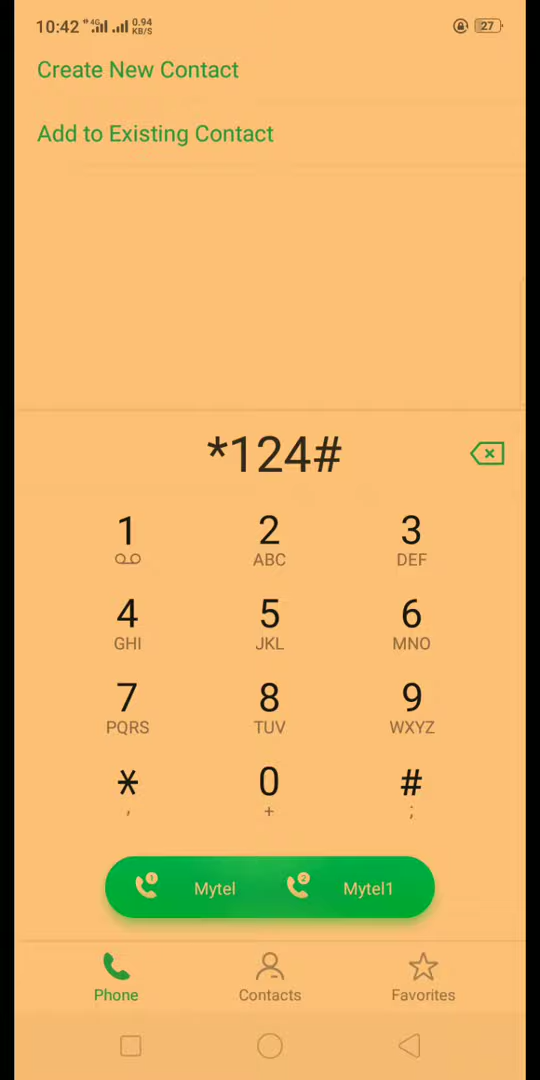 10:42 4G 0.94 KB/S 27
Create New Contact
Add to Existing Contact
*124#
1 2 3
ABC DEF
4 5 6
GHI JKL MNO
7 8 9
PQRS TUV WXYZ
* 0 #
, + ;
1 Mytel 2 Mytel1
Phone Contacts Favorites